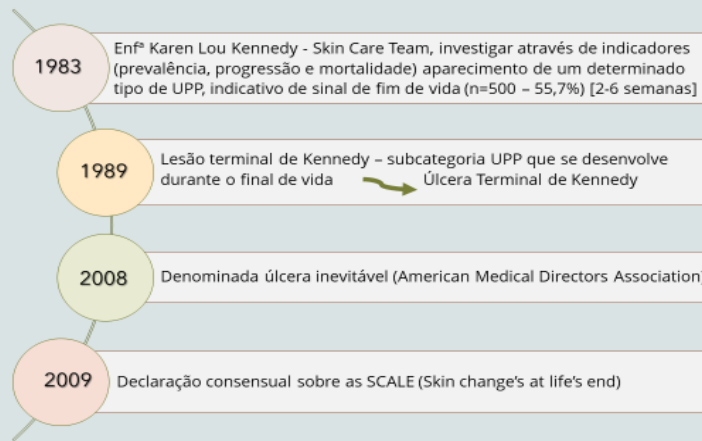 1983
Enfª Karen Lou Kennedy - Skin Care Team, investigar através de indicadores
(prevalência, progressão e mortalidade) aparecimento de um determinado
tipo de UPP, indicativo de sinal de fim de vida (n=500 – 55,7%) [2-6 semanas]
1989
Lesão terminal de Kennedy – subcategoria UPP que se desenvolve
durante o final de vida Úlcera Terminal de Kennedy
2008
Denominada úlcera inevitável (American Medical Directors Association)
2009
Declaração consensual sobre as SCALE (Skin change's at life's end)